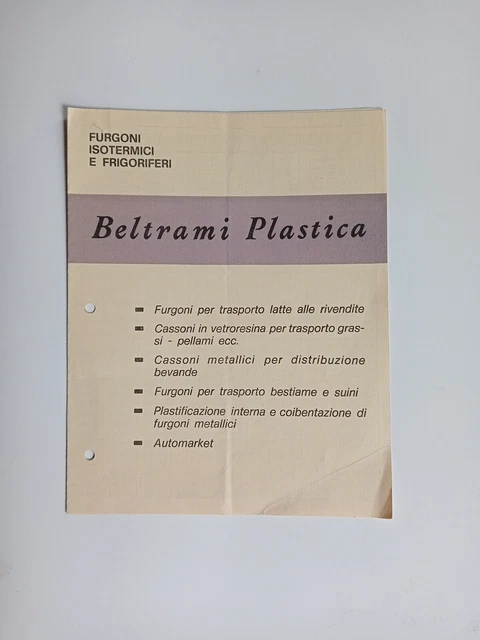 FURGONI
ISOTERMICI
E FRIGORIFERI
Beltrami Plastica
Furgoni per trasporto latte alle rivendite
Cassoni in vetroresina per trasporto gras-
si - pellami ecc.
Cassoni metallici per distribuzione
bevande
Furgoni per trasporto bestiame e suini
Plastificazione interna e coibentazione di
furgoni metallici
Automarket